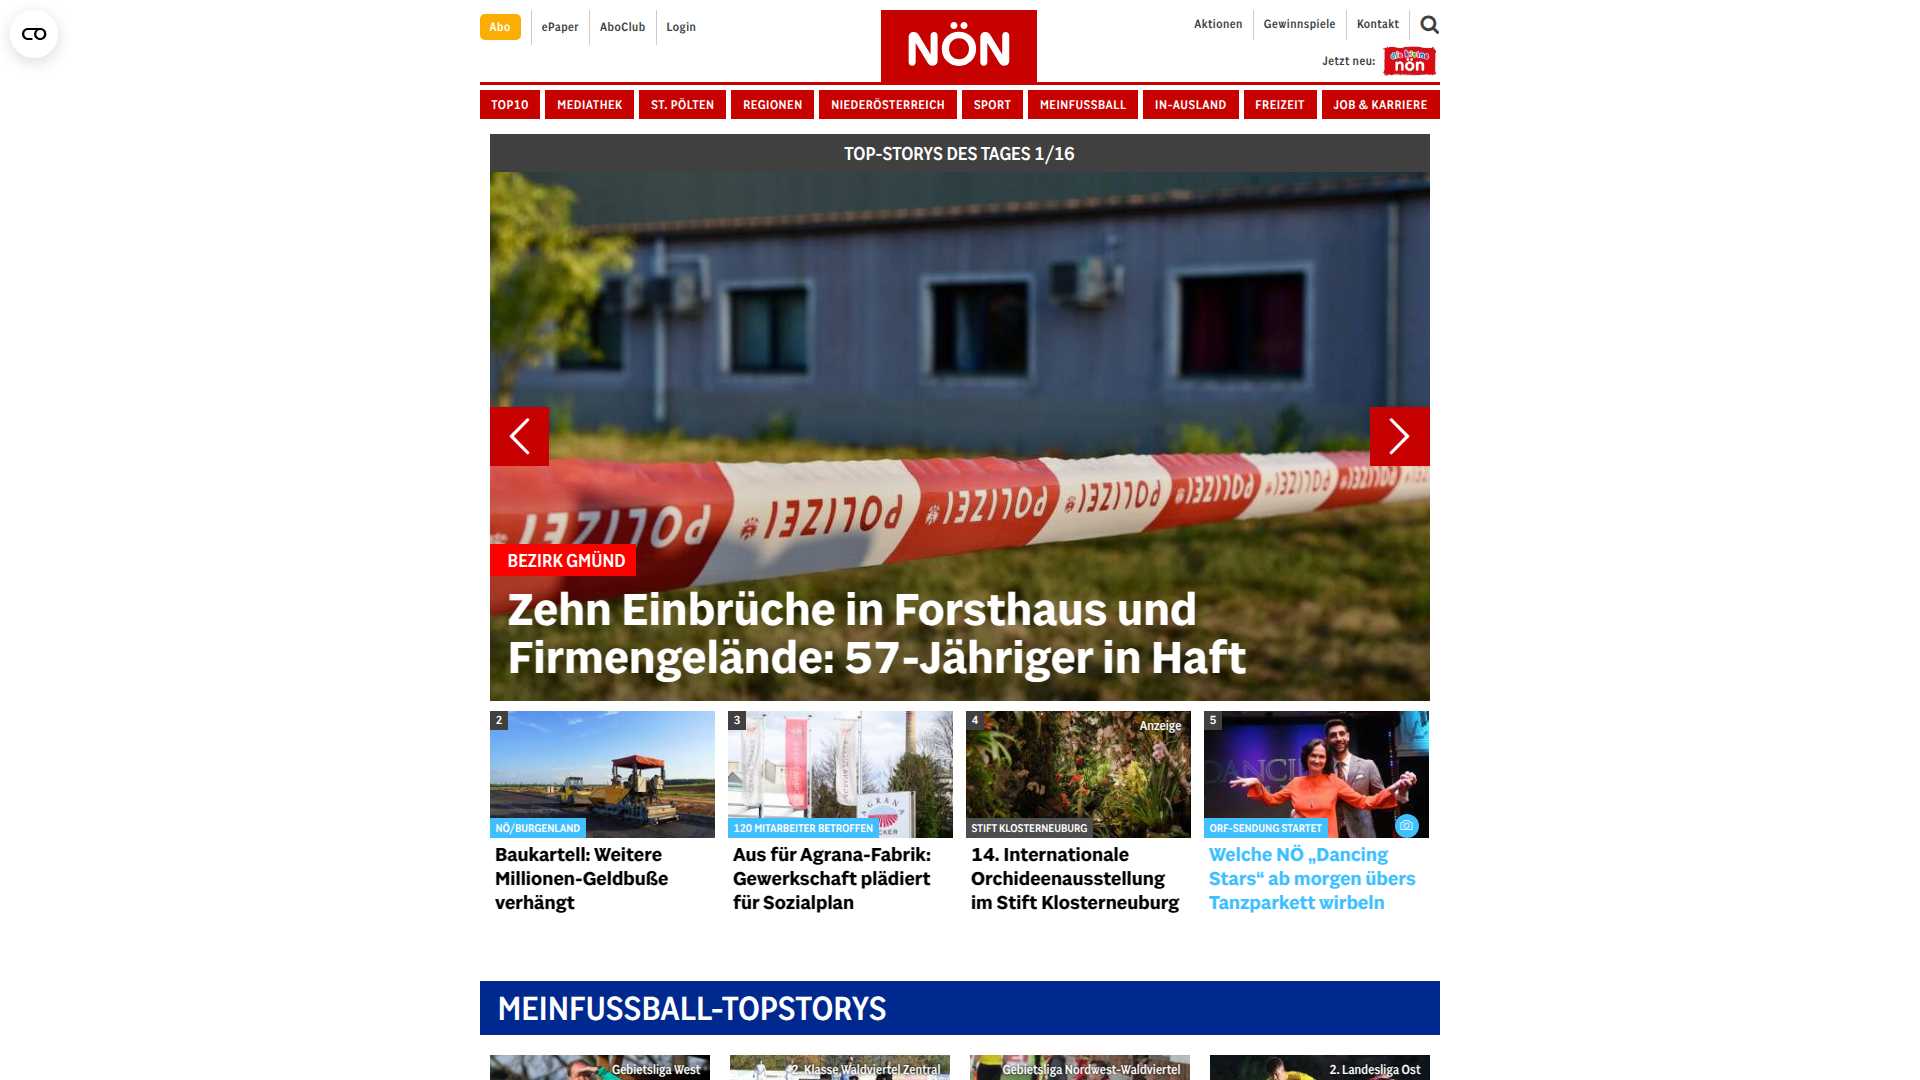 Abo
ePaper
AboClub
Login
NÖN
Aktionen
Gewinnspiele
Kontakt
Jetzt neu:
die kleine
nön
TOP10
MEDIATHEK
ST. PÖLTEN
REGIONEN
NIEDERÖSTERREICH
SPORT
MEINFUSSBALL
IN-AUSLAND
FREIZEIT
JOB & KARRIERE
TOP-STORYS DES TAGES 1/16
POLIZEI POLIZEI POLIZEI POLIZEI POLIZEI POLIZEI POLIZEI
BEZIRK GMÜND
Zehn Einbrüche in Forsthaus und
Firmengelände: 57-Jähriger in Haft
2
NÖ/BURGENLAND
Baukartell: Weitere
Millionen-Geldbuße
verhängt
3
120 MITARBEITER BETROFFEN
Aus für Agrana-Fabrik:
Gewerkschaft plädiert
für Sozialplan
4
Anzeige
STIFT KLOSTERNEUBURG
14. Internationale
Orchideenausstellung
im Stift Klosterneuburg
5
ORF-SENDUNG STARTET
Welche NÖ „Dancing
Stars“ ab morgen übers
Tanzparkett wirbeln
MEINFUSSBALL-TOPSTORYS
Gebietsliga West
2. Klasse Waldviertel Zentral
Gebietsliga Nordwest-Waldviertel
2. Landesliga Ost